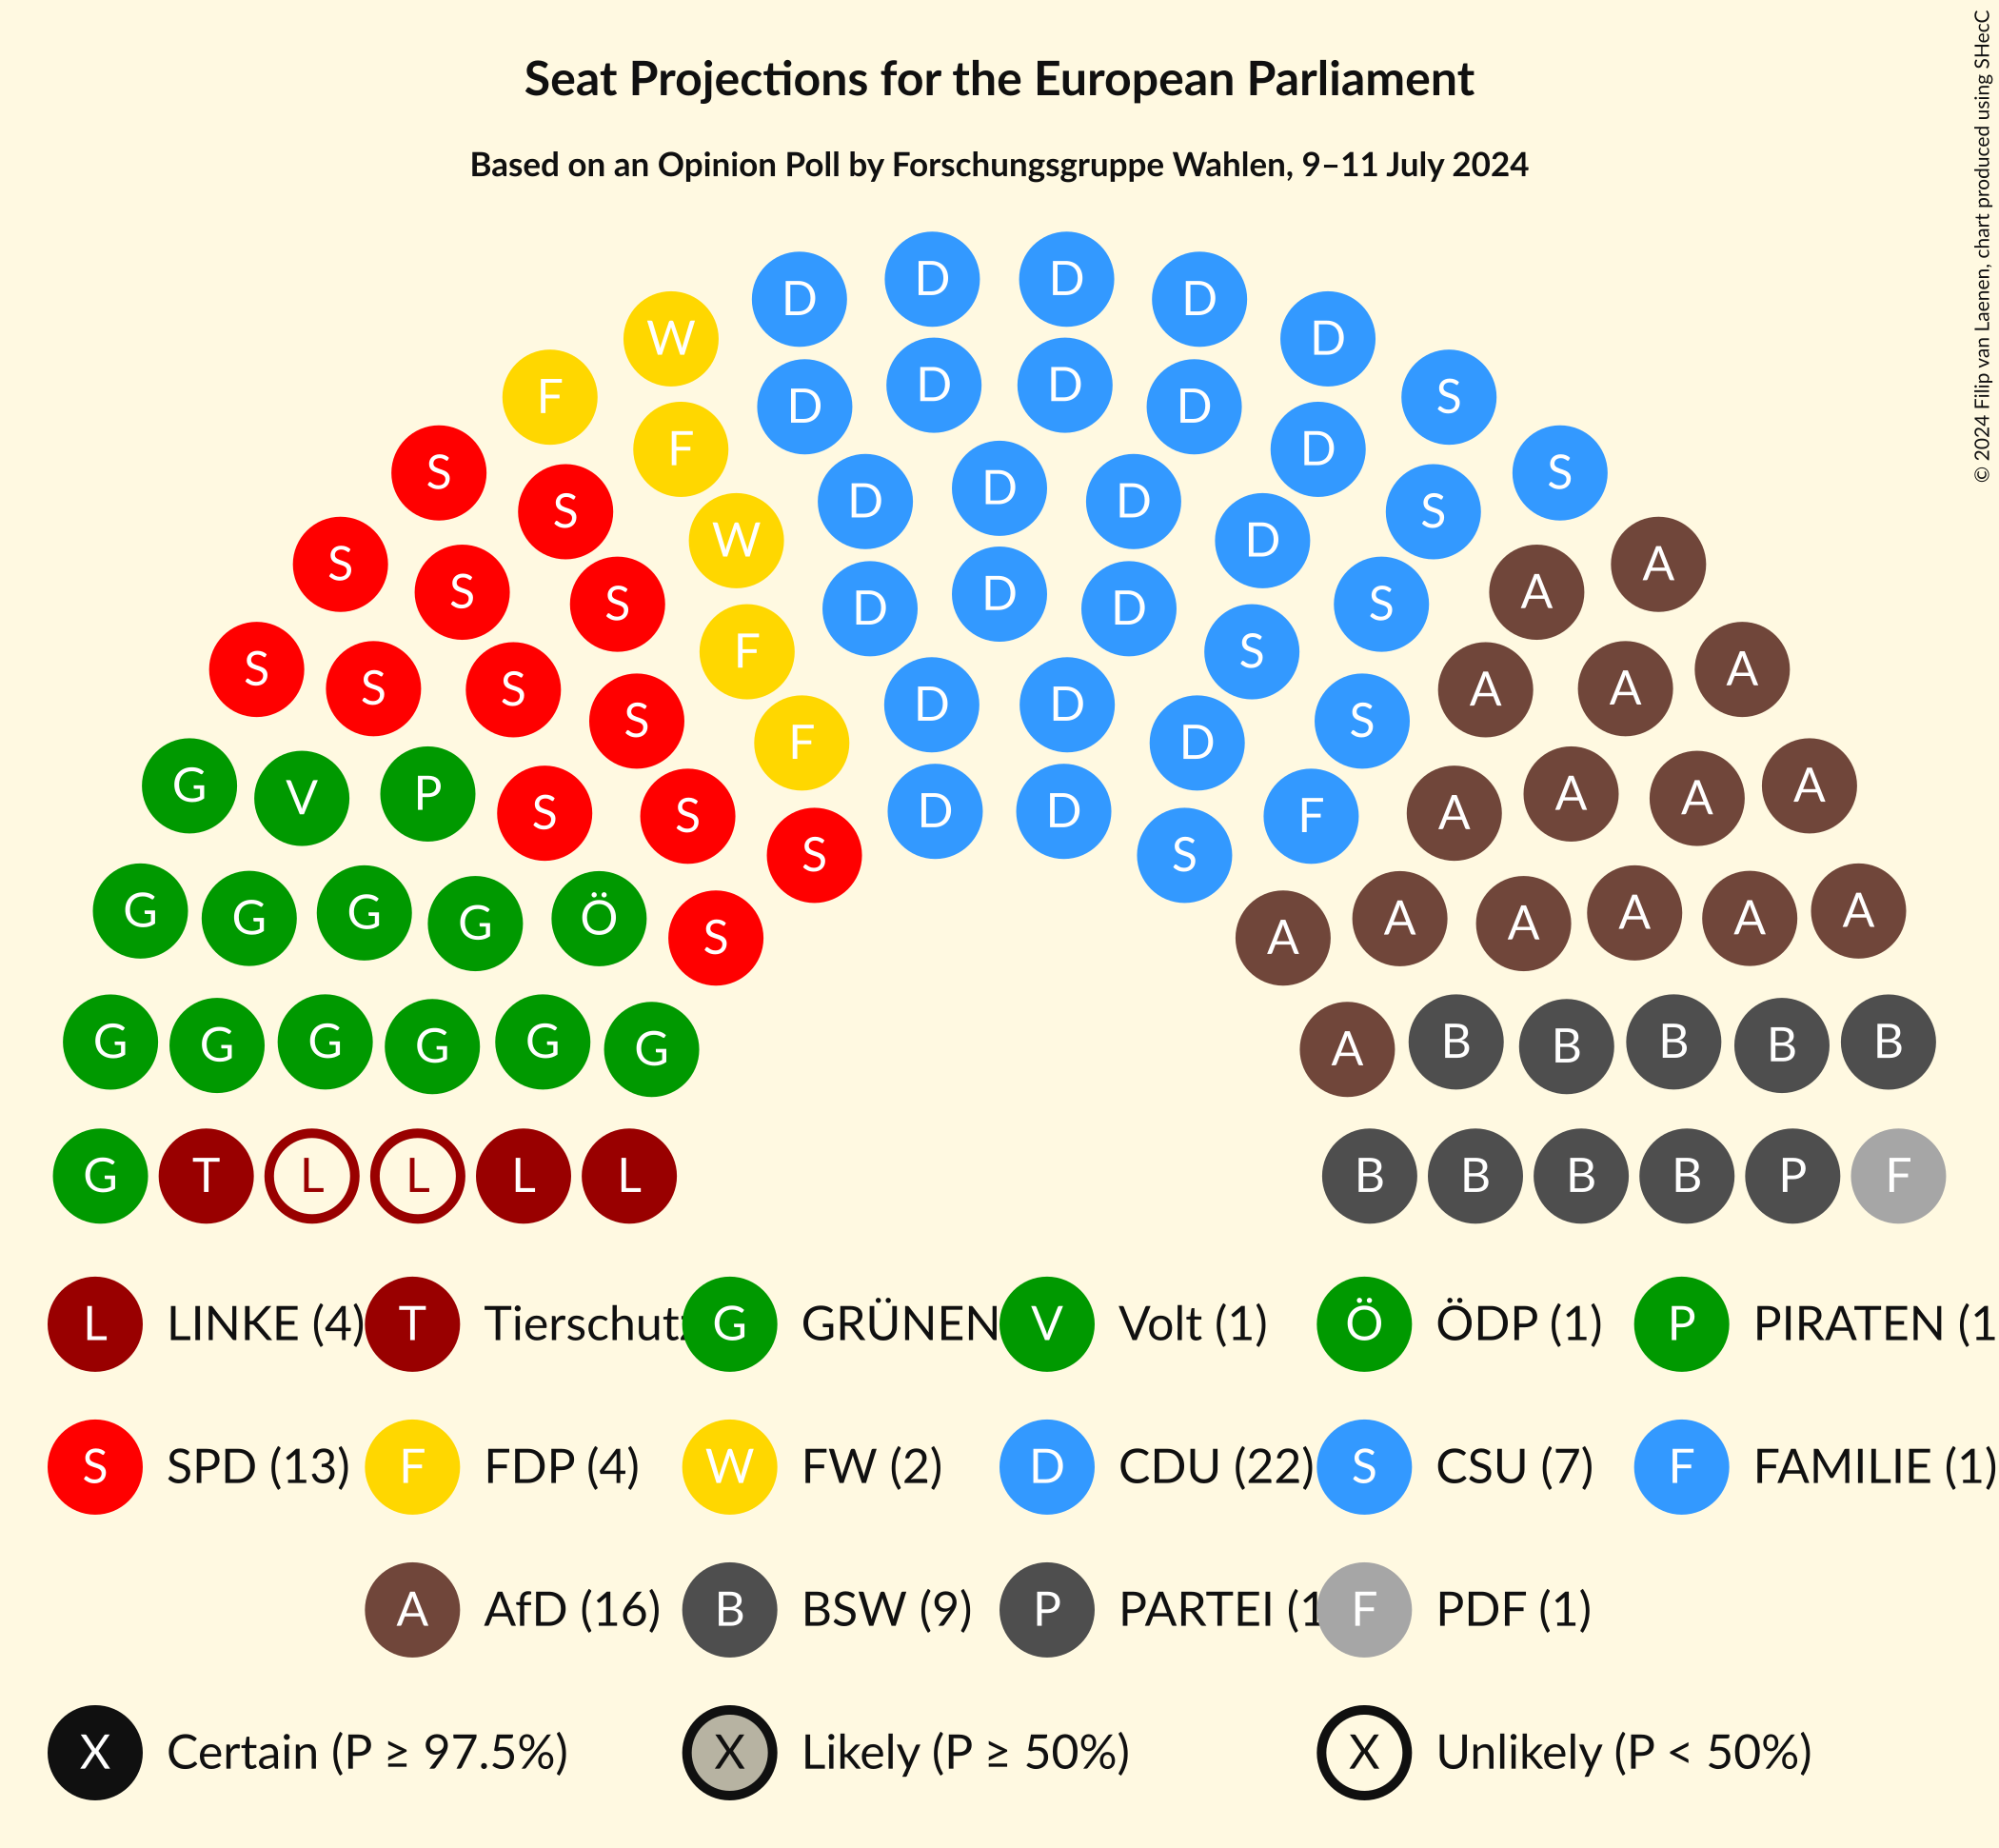 Seat Projections for the European Parliament
Based on an Opinion Poll by Forschungsgruppe Wahlen, 9–11 July 2024
© 2024 Filip van Laenen, chart produced using SHecC
D D D D
W D
F D D D D S
F D
S D D D S
S S W D S
S S F D D D S S A A
S S S S D D D S A A A
G V P S S F D D S F A A A A
G G G G Ö S S A A A A A A
G G G G G G A B B B B B
G T L L L L B B B B P F
L LINKE (4) T Tierschutz G GRÜNEN V Volt (1) Ö ÖDP (1) P PIRATEN (1
S SPD (13) F FDP (4) W FW (2) D CDU (22) S CSU (7) F FAMILIE (1)
A AfD (16) B BSW (9) P PARTEI (1 F PDF (1)
X Certain (P ≥ 97.5%) X Likely (P ≥ 50%) X Unlikely (P < 50%)